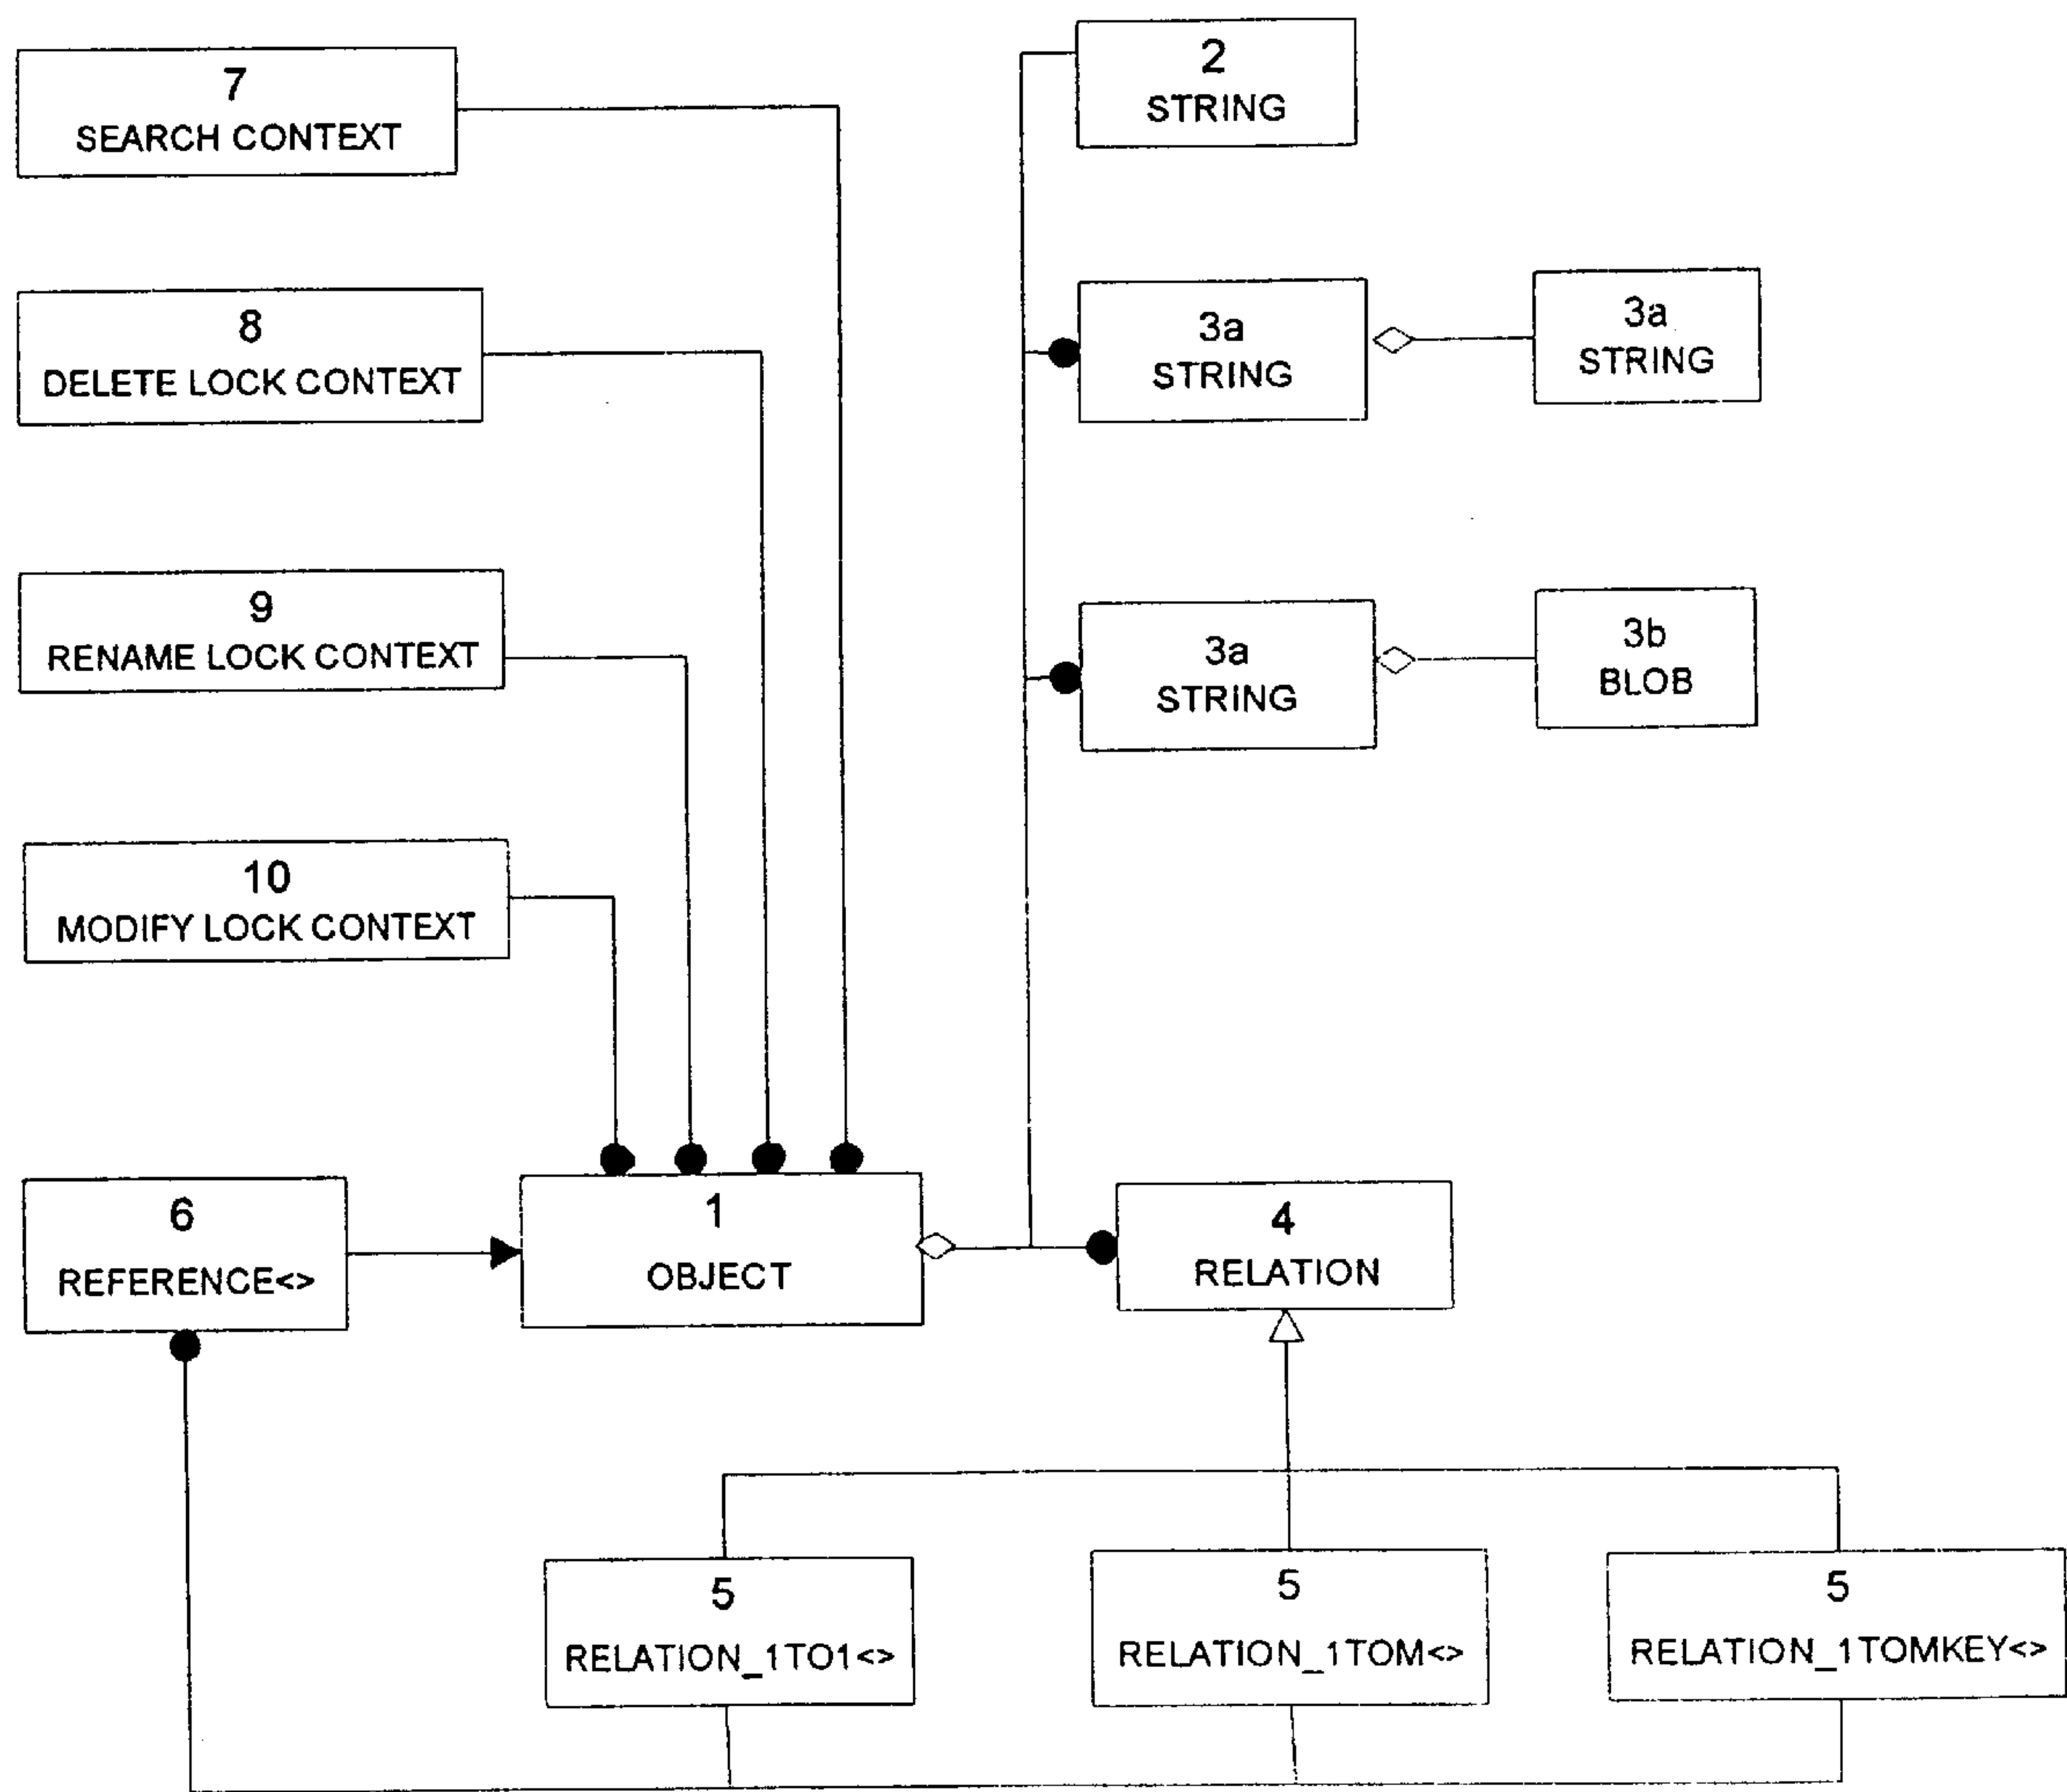 2
STRING
7
SEARCH CONTEXT
3a
STRING
3a
STRING
8
DELETE LOCK CONTEXT
9
RENAME LOCK CONTEXT
3a
STRING
3b
BLOB
10
MODIFY LOCK CONTEXT
6
REFERENCE<>
1
OBJECT
4
RELATION
5
RELATION_1TO1<>
5
RELATION_1TOM<>
5
RELATION_1TOMKEY<>